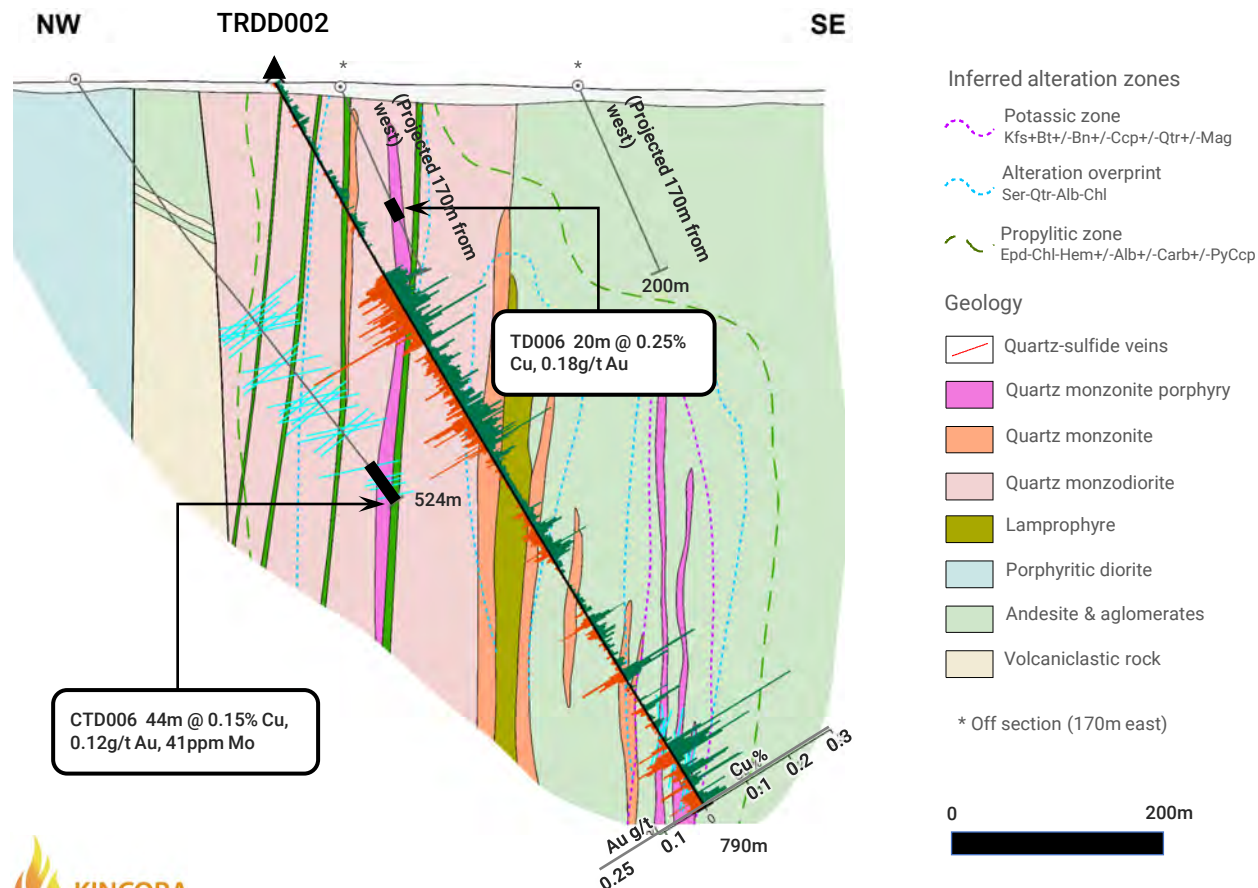 NW
TRDD002
SE
*
*
(Projected 170m from
west)
(Projected 170m from
west)
200m
TD006 20m @ 0.25%
Cu, 0.18g/t Au
524m
CTD006 44m @ 0.15% Cu,
0.12g/t Au, 41ppm Mo
Cu %
0.1
0.2
0.3
0
Au g/t
0.1
0.25
790m
Inferred alteration zones
Potassic zone
Kfs+Bt+/-Bn+/-Ccp+/-Qtr+/-Mag
Alteration overprint
Ser-Qtr-Alb-Chl
Propylitic zone
Epd-Chl-Hem+/-Alb+/-Carb+/-PyCcp
Geology
Quartz-sulfide veins
Quartz monzonite porphyry
Quartz monzonite
Quartz monzodiorite
Lamprophyre
Porphyritic diorite
Andesite & aglomerates
Volcaniclastic rock
* Off section (170m east)
0 200m